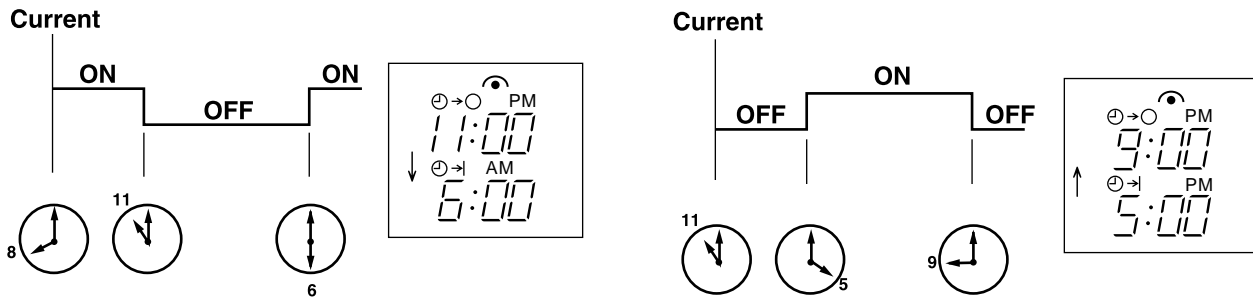 Current
ON
OFF
ON
PM
11:00
AM
6:00
8
11
6
Current
OFF
ON
OFF
PM
9:00
PM
5:00
11
5
9